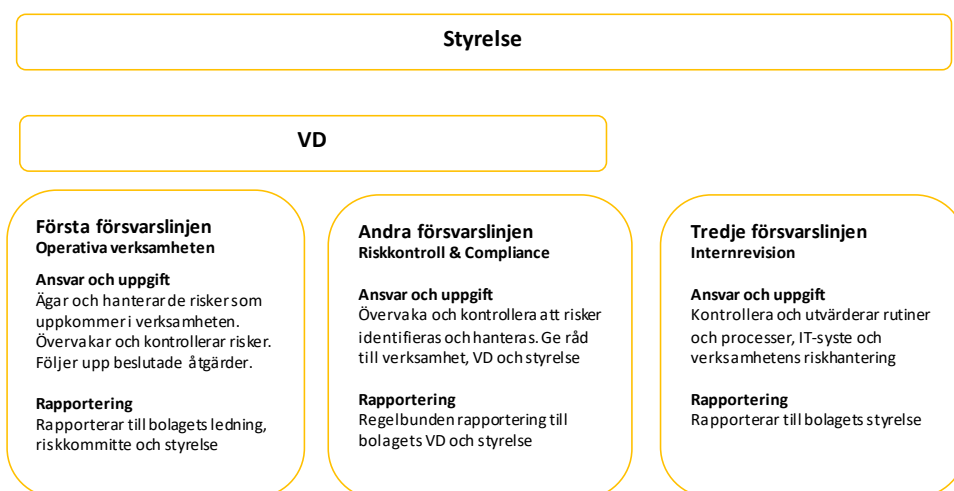 Styrelse
VD
Första försvarslinjen
Operativa verksamheten
Ansvar och uppgift
Ägar och hanterar de risker som
uppkommer i verksamheten.
Övervakar och kontrollerar risker.
Följer upp beslutade åtgärder.
Rapportering
Rapporterar till bolagets ledning,
riskkommitte och styrelse
Andra försvarslinjen
Riskkontroll & Compliance
Ansvar och uppgift
Övervaka och kontrollera att risker
identifieras och hanteras. Ge råd
till verksamhet, VD och styrelse
Rapportering
Regelbunden rapportering till
bolagets VD och styrelse
Tredje försvarslinjen
Internrevision
Ansvar och uppgift
Kontrollera och utvärderar rutiner
och processer, IT-syste och
verksamhetens riskhantering
Rapportering
Rapporterar till bolagets styrelse